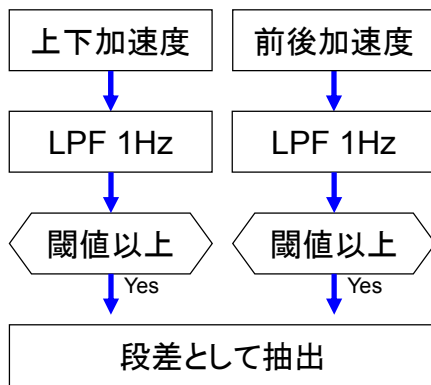 上下加速度
前後加速度
LPF 1Hz
LPF 1Hz
閾値以上
閾値以上
Yes
Yes
段差として抽出